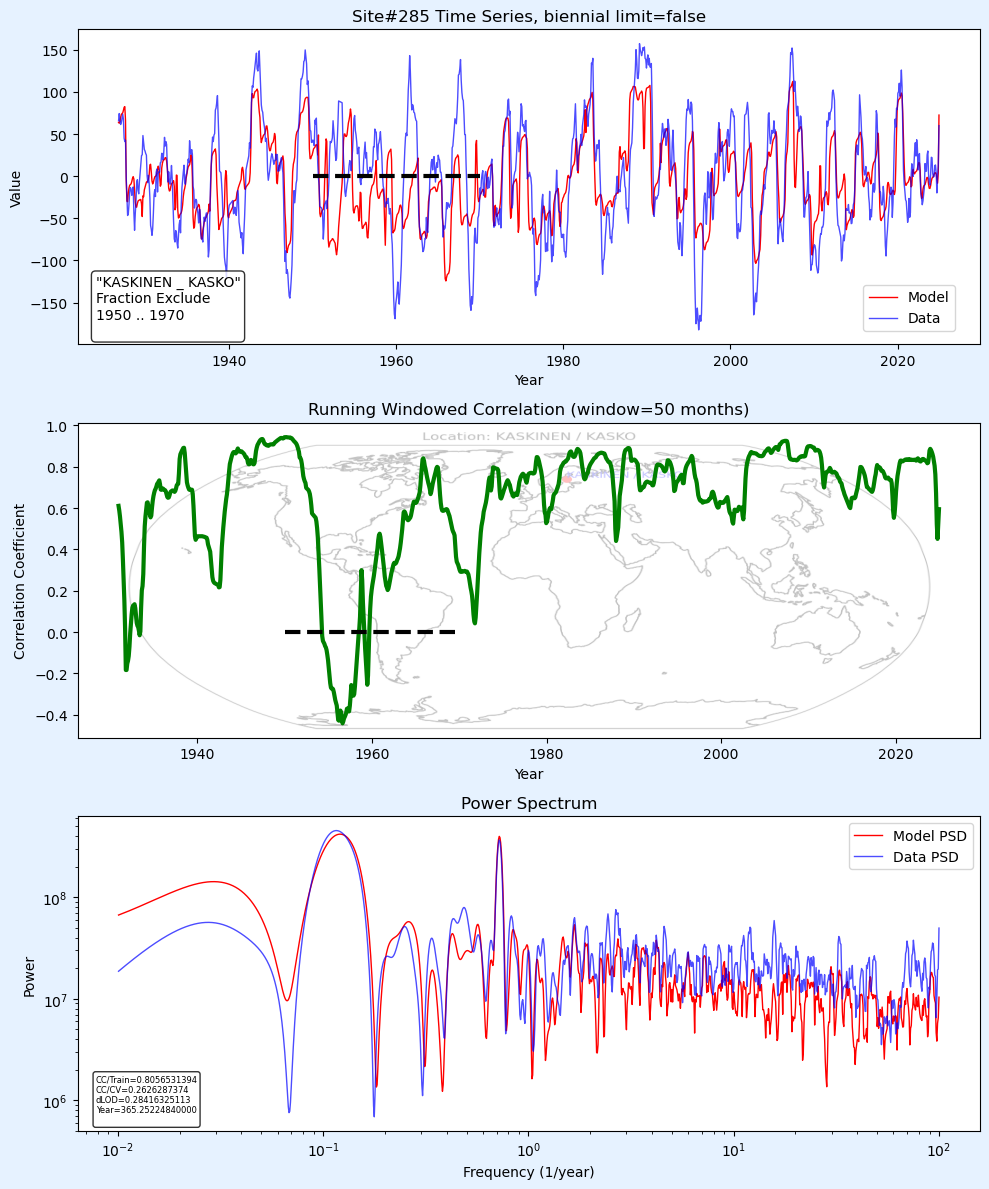 Site#285 Time Series, biennial limit=false
150
100
50
0
−50
−100
−150
Value
"KASKINEN _ KASKO"
Fraction Exclude
1950 .. 1970
Model
Data
1940
1960
1980
2000
2020
Year
Running Windowed Correlation (window=50 months)
Location: KASKINEN / KASKO
1.0
0.8
0.6
0.4
0.2
0.0
−0.2
−0.4
Correlation Coefficient
1940
1960
1980
2000
2020
Year
Power Spectrum
Model PSD
Data PSD
10^8
10^7
10^6
Power
CC/Train=0.8056531394
CC/CV=0.2626287374
dLOD=0.28416325113
Year=365.25224840000
10^−2
10^−1
10^0
10^1
10^2
Frequency (1/year)